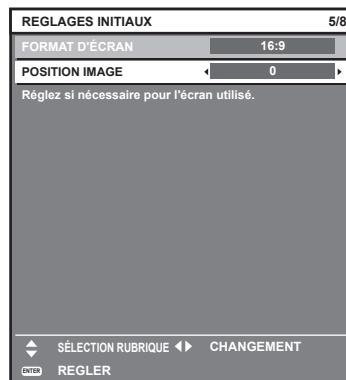 REGLAGES INITIAUX 5/8
FORMAT D'ÉCRAN 16:9
POSITION IMAGE 0
Réglez si nécessaire pour l'écran utilisé.
SÉLECTION RUBRIQUE CHANGEMENT
ENTER REGLER